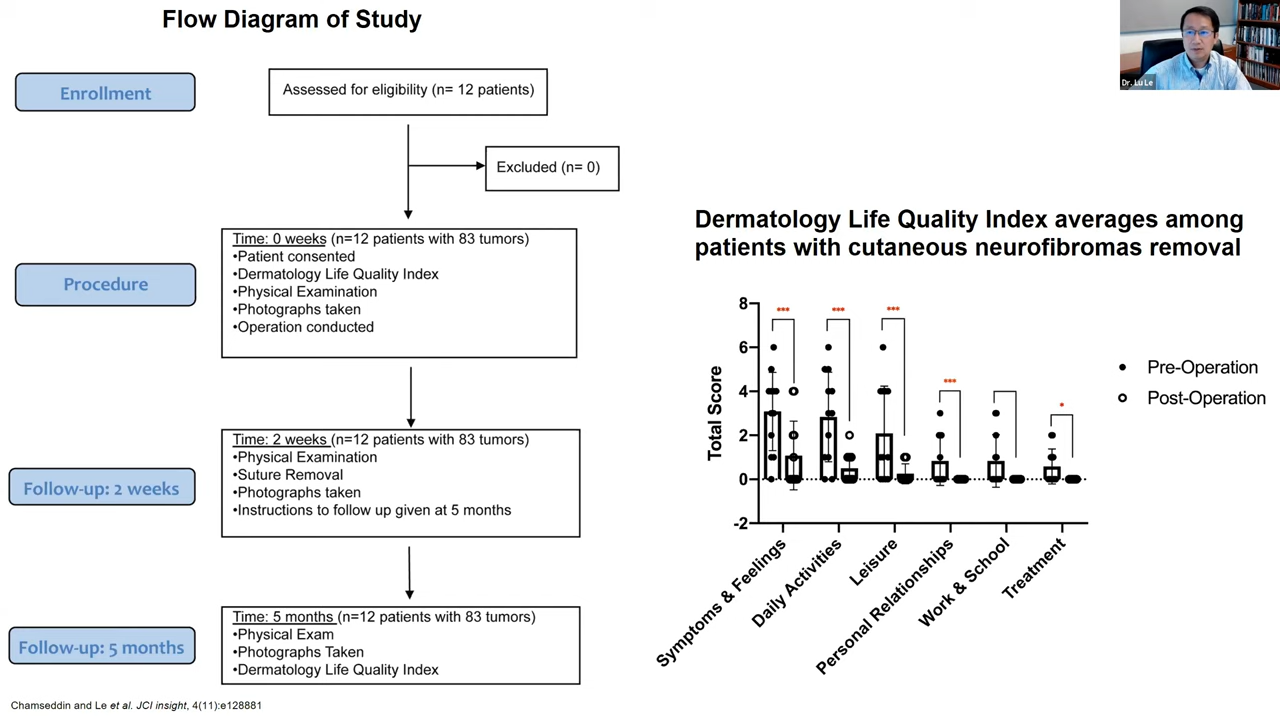 Flow Diagram of Study
Enrollment
Assessed for eligibility (n= 12 patients)
Excluded (n= 0)
Procedure
Time: 0 weeks (n=12 patients with 83 tumors)
•Patient consented
•Dermatology Life Quality Index
•Physical Examination
•Photographs taken
•Operation conducted
Follow-up: 2 weeks
Time: 2 weeks (n=12 patients with 83 tumors)
•Physical Examination
•Suture Removal
•Photographs taken
•Instructions to follow up given at 5 months
Follow-up: 5 months
Time: 5 months (n=12 patients with 83 tumors)
•Physical Exam
•Photographs Taken
•Dermatology Life Quality Index
Chamseddin and Le et al. JCI insight, 4(11):e128881
Dr. Lu Le
Dermatology Life Quality Index averages among
patients with cutaneous neurofibromas removal
Total Score
8
6
4
2
0
-2
***
***
***
***
*
Symptoms & Feelings
Daily Activities
Leisure
Personal Relationships
Work & School
Treatment
Pre-Operation
Post-Operation